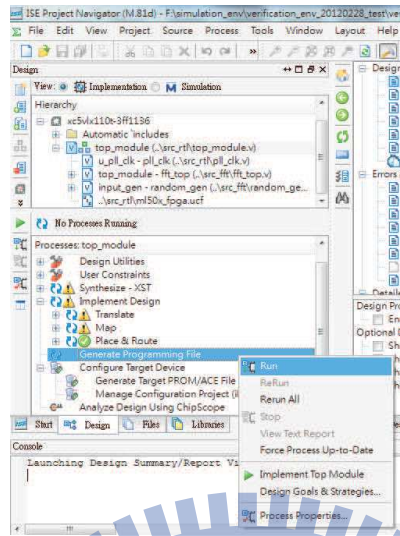 ISE Project Navigator (M.81d) - F:\simulation_env\verification_env_20120228_test\ve
File Edit View Project Source Process Tools Window Layout Help
Design
View: Implementation Simulation
Hierarchy
xc5vlx110t-3ff1136
Automatic `includes
top_module (..\src_rtl\top_module.v)
u_pll_clk - pll_clk (..\src_rtl\pll_clk.v)
top_module - fft_top (..\src_fft\fft_top.v)
input_gen - random_gen (..\src_fft\random_ge...
..\src_rtl\ml50x_fpga.ucf
No Processes Running
Processes: top_module
Design Utilities
User Constraints
Synthesize - XST
Implement Design
Translate
Map
Place & Route
Generate Programming File
Configure Target Device
Generate Target PROM/ACE File
Manage Configuration Project (i
Analyze Design Using ChipScope
Start Design Files Libraries
Design
Errors
Detaile
Design Pro
En
Optional D
Sh
Run
ReRun
Rerun All
Stop
View Text Report
Force Process Up-to-Date
Implement Top Module
Design Goals & Strategies...
Process Properties...
Console
Launching Design Summary/Report Vi